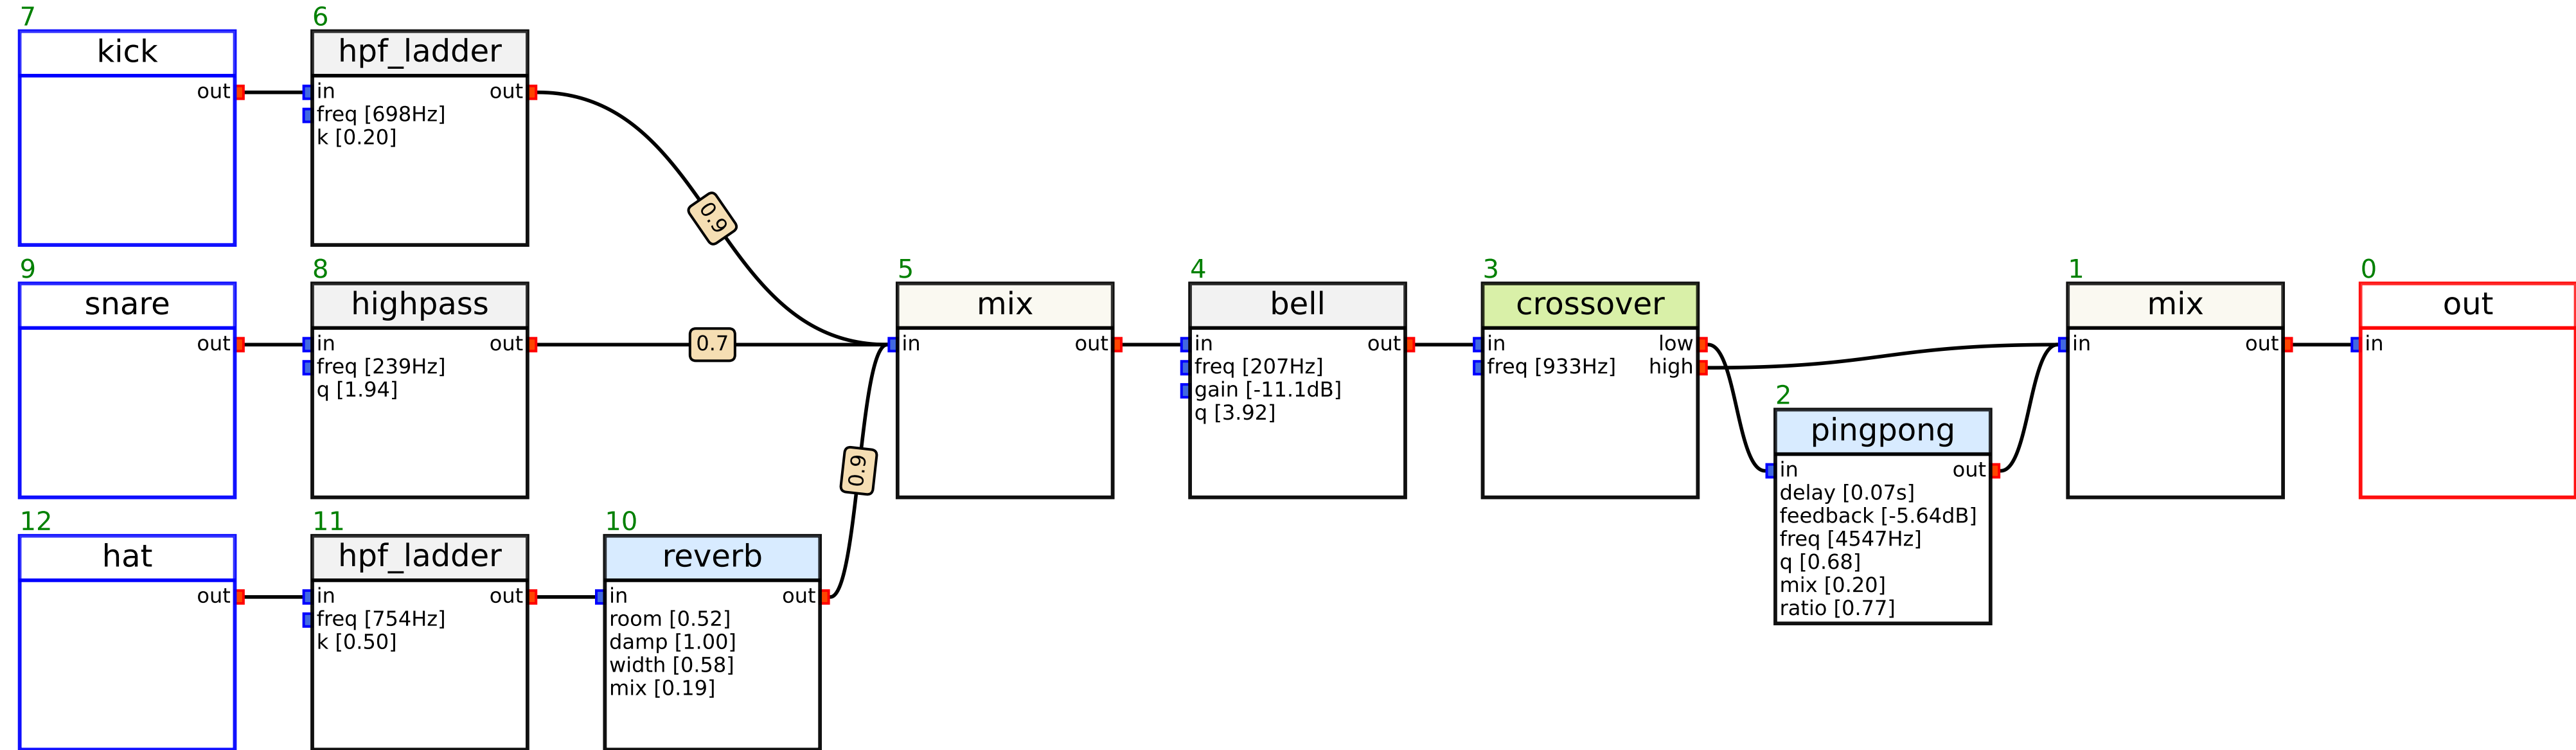 7
kick
out
6
hpf_ladder
in
out
freq [698Hz]
k [0.20]
0.9
9
snare
out
8
highpass
in
out
freq [239Hz]
q [1.94]
0.7
12
hat
out
11
hpf_ladder
in
out
freq [754Hz]
k [0.50]
10
reverb
in
out
room [0.52]
damp [1.00]
width [0.58]
mix [0.19]
0.9
5
mix
in
out
4
bell
in
out
freq [207Hz]
gain [-11.1dB]
q [3.92]
3
crossover
in
low
freq [933Hz]
high
2
pingpong
in
out
delay [0.07s]
feedback [-5.64dB]
freq [4547Hz]
q [0.68]
mix [0.20]
ratio [0.77]
1
mix
in
out
0
out
in